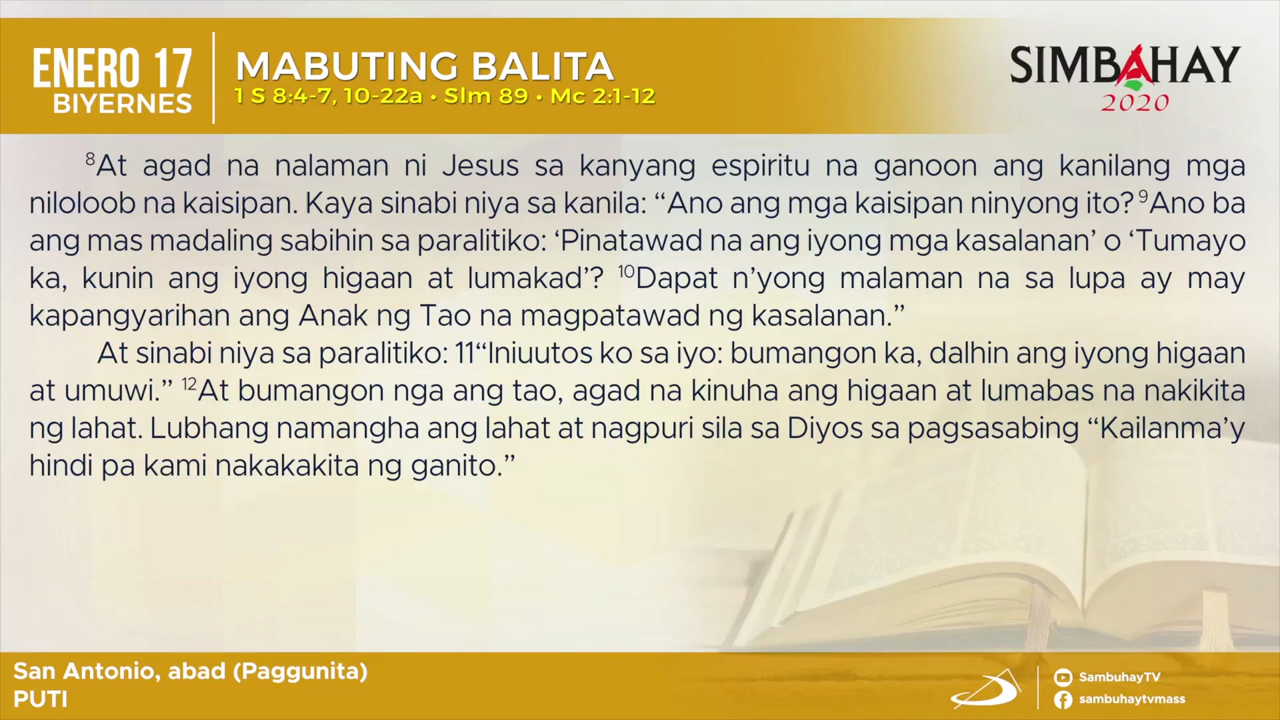 ENERO 17
BIYERNES
MABUTING BALITA
1 S 8:4-7, 10-22a • Slm 89 • Mc 2:1-12
SIMBAHAY
2020
⁸At agad na nalaman ni Jesus sa kanyang espiritu na ganoon ang kanilang mga
niloloob na kaisipan. Kaya sinabi niya sa kanila: “Ano ang mga kaisipan ninyong ito? ⁹Ano ba
ang mas madaling sabihin sa paralitiko: ‘Pinatawad na ang iyong mga kasalanan’ o ‘Tumayo
ka, kunin ang iyong higaan at lumakad’? ¹⁰Dapat n’yong malaman na sa lupa ay may
kapangyarihan ang Anak ng Tao na magpatawad ng kasalanan.”
At sinabi niya sa paralitiko: 11“Iniuutos ko sa iyo: bumangon ka, dalhin ang iyong higaan
at umuwi.” ¹²At bumangon nga ang tao, agad na kinuha ang higaan at lumabas na nakikita
ng lahat. Lubhang namangha ang lahat at nagpuri sila sa Diyos sa pagsasabing “Kailanma’y
hindi pa kami nakakakita ng ganito.”
San Antonio, abad (Paggunita)
PUTI
SambuhayTV
sambuhaytvmass